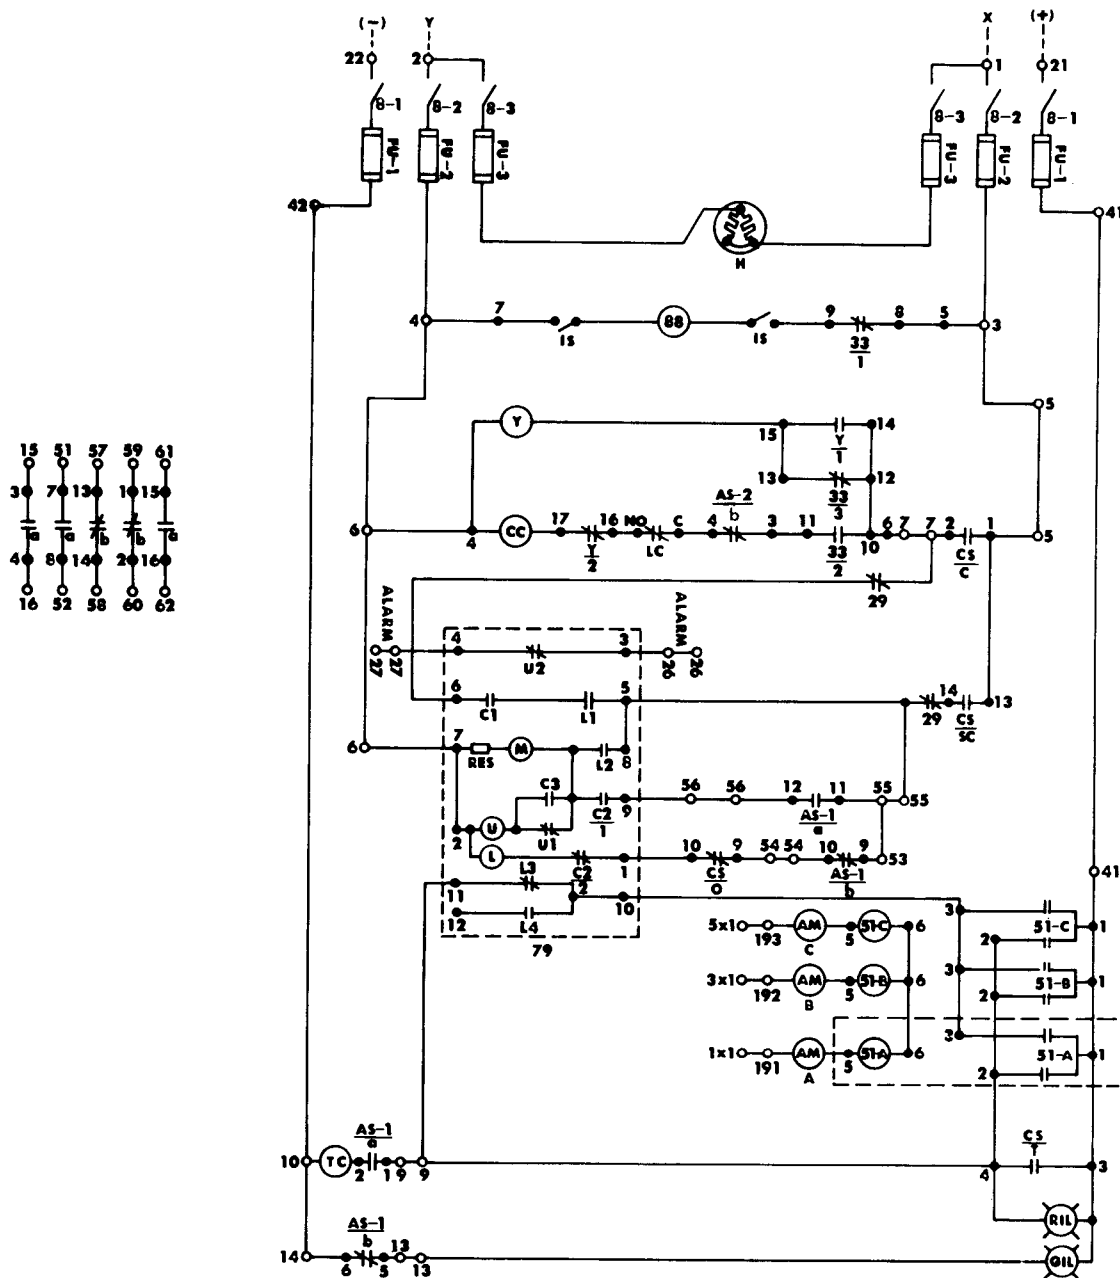 (-) Y X (+)
22 2 1 21
8-1 8-2 8-3 8-3 8-2 8-1
FU-1 FU-2 FU-3 FU-3 FU-2 FU-1
42 41
H
4 7 IS 88 IS 9 33/1 8 5 3
5
Y 15 Y/1 14
13 33/3 12
15 51 57 59 61
3 7 13 1 15
a a b b a
4 8 14 2 16
16 52 58 60 62
6 4 CC 17 Y/2 16 NO LC C 4 AS-2/b 3 11 33/2 10 6 7 7 2 CS/C 1 5
29
ALARM ALARM
27 27 4 U2 3 26 26
6 C1 L1 5 29 14 CS/SC 13
6 7 RES M L2 8
C3 C2/1 9 56 56 12 AS-1/a 11 55 55
2 U U1
L C2/2 1 10 CS/O 9 54 54 10 AS-1/b 9 53
41
11 L3
12 L4 10
79
3 51-C 1
2
5x1 193 AM C 5 51-C 6
3 51-B 1
2
3x1 192 AM B 5 51-B 6
3 51-A 1
2
1x1 191 AM A 5 51-A 6
10 TC 2 AS-1/a 1 9 9 4 CS/T 3
RIL
14 6 AS-1/b 5 13 13 GIL